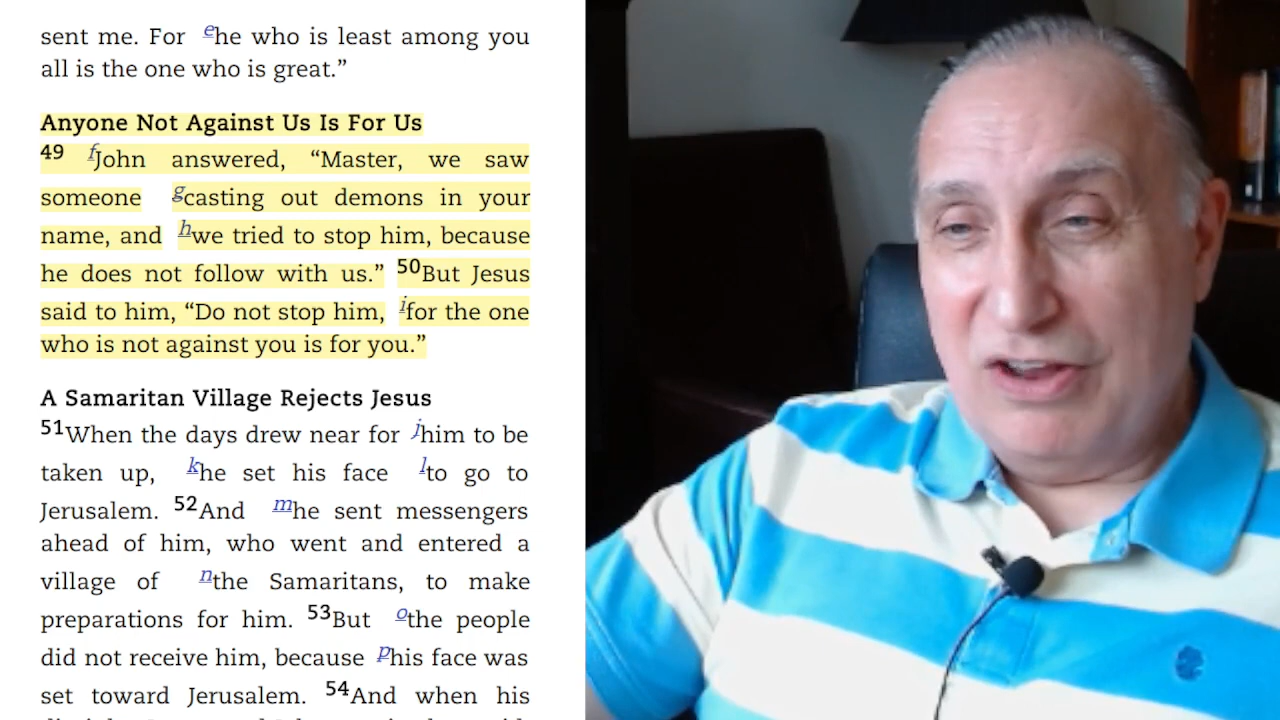 sent me. For ehe who is least among you
all is the one who is great.”
Anyone Not Against Us Is For Us
49 fJohn answered, “Master, we saw
someone gcasting out demons in your
name, and hwe tried to stop him, because
he does not follow with us.” 50But Jesus
said to him, “Do not stop him, ifor the one
who is not against you is for you.”
A Samaritan Village Rejects Jesus
51When the days drew near for jhim to be
taken up, khe set his face lto go to
Jerusalem. 52And mhe sent messengers
ahead of him, who went and entered a
village of nthe Samaritans, to make
preparations for him. 53But othe people
did not receive him, because phis face was
set toward Jerusalem. 54And when his